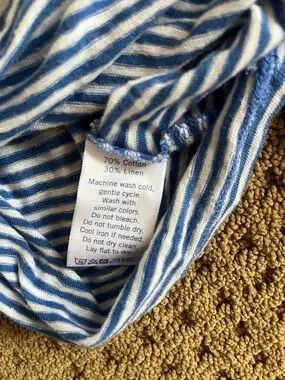 70% Cotton
30% Linen
Machine wash cold,
gentle cycle.
Wash with
similar colors.
Do not bleach.
Do not tumble dry.
Cool iron if needed.
Do not dry clean.
Lay flat to dry.